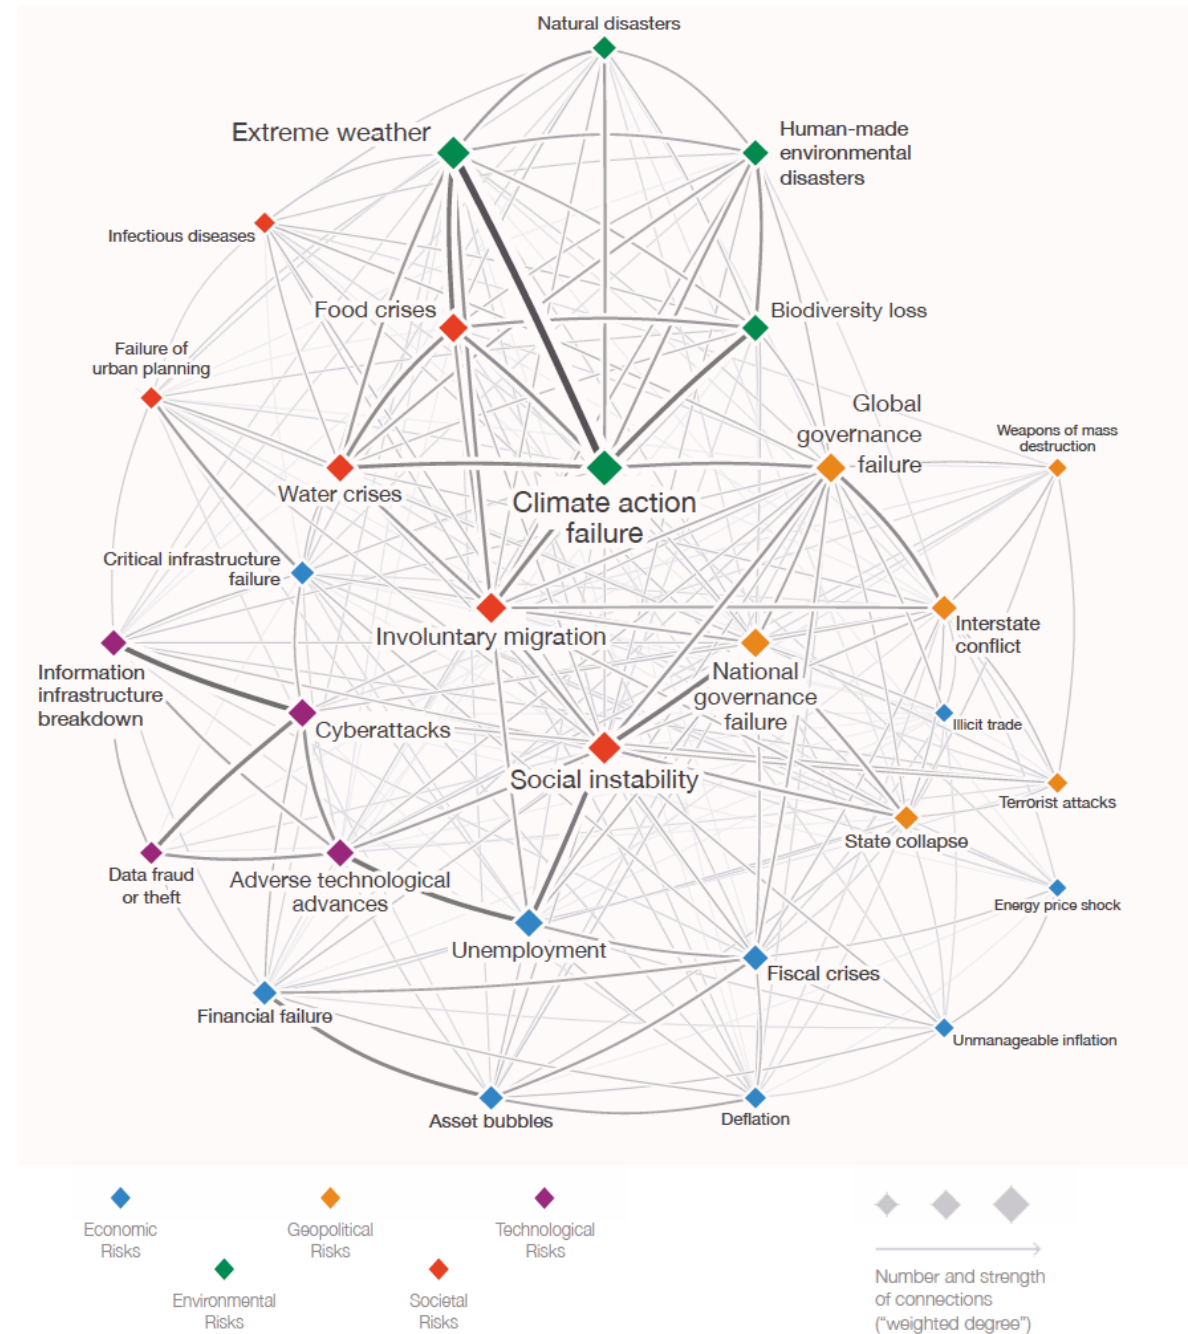 Natural disasters
Extreme weather
Human-made
environmental
disasters
Infectious diseases
Food crises
Biodiversity loss
Failure of
urban planning
Global
governance
failure
Weapons of mass
destruction
Water crises
Climate action
failure
Critical infrastructure
failure
Involuntary migration
Interstate
conflict
Information
infrastructure
breakdown
National
governance
failure
Cyberattacks
Illicit trade
Social instability
Terrorist attacks
State collapse
Data fraud
or theft
Adverse technological
advances
Energy price shock
Unemployment
Fiscal crises
Financial failure
Unmanageable inflation
Asset bubbles
Deflation
Economic
Risks
Geopolitical
Risks
Technological
Risks
Environmental
Risks
Societal
Risks
Number and strength
of connections
(“weighted degree”)